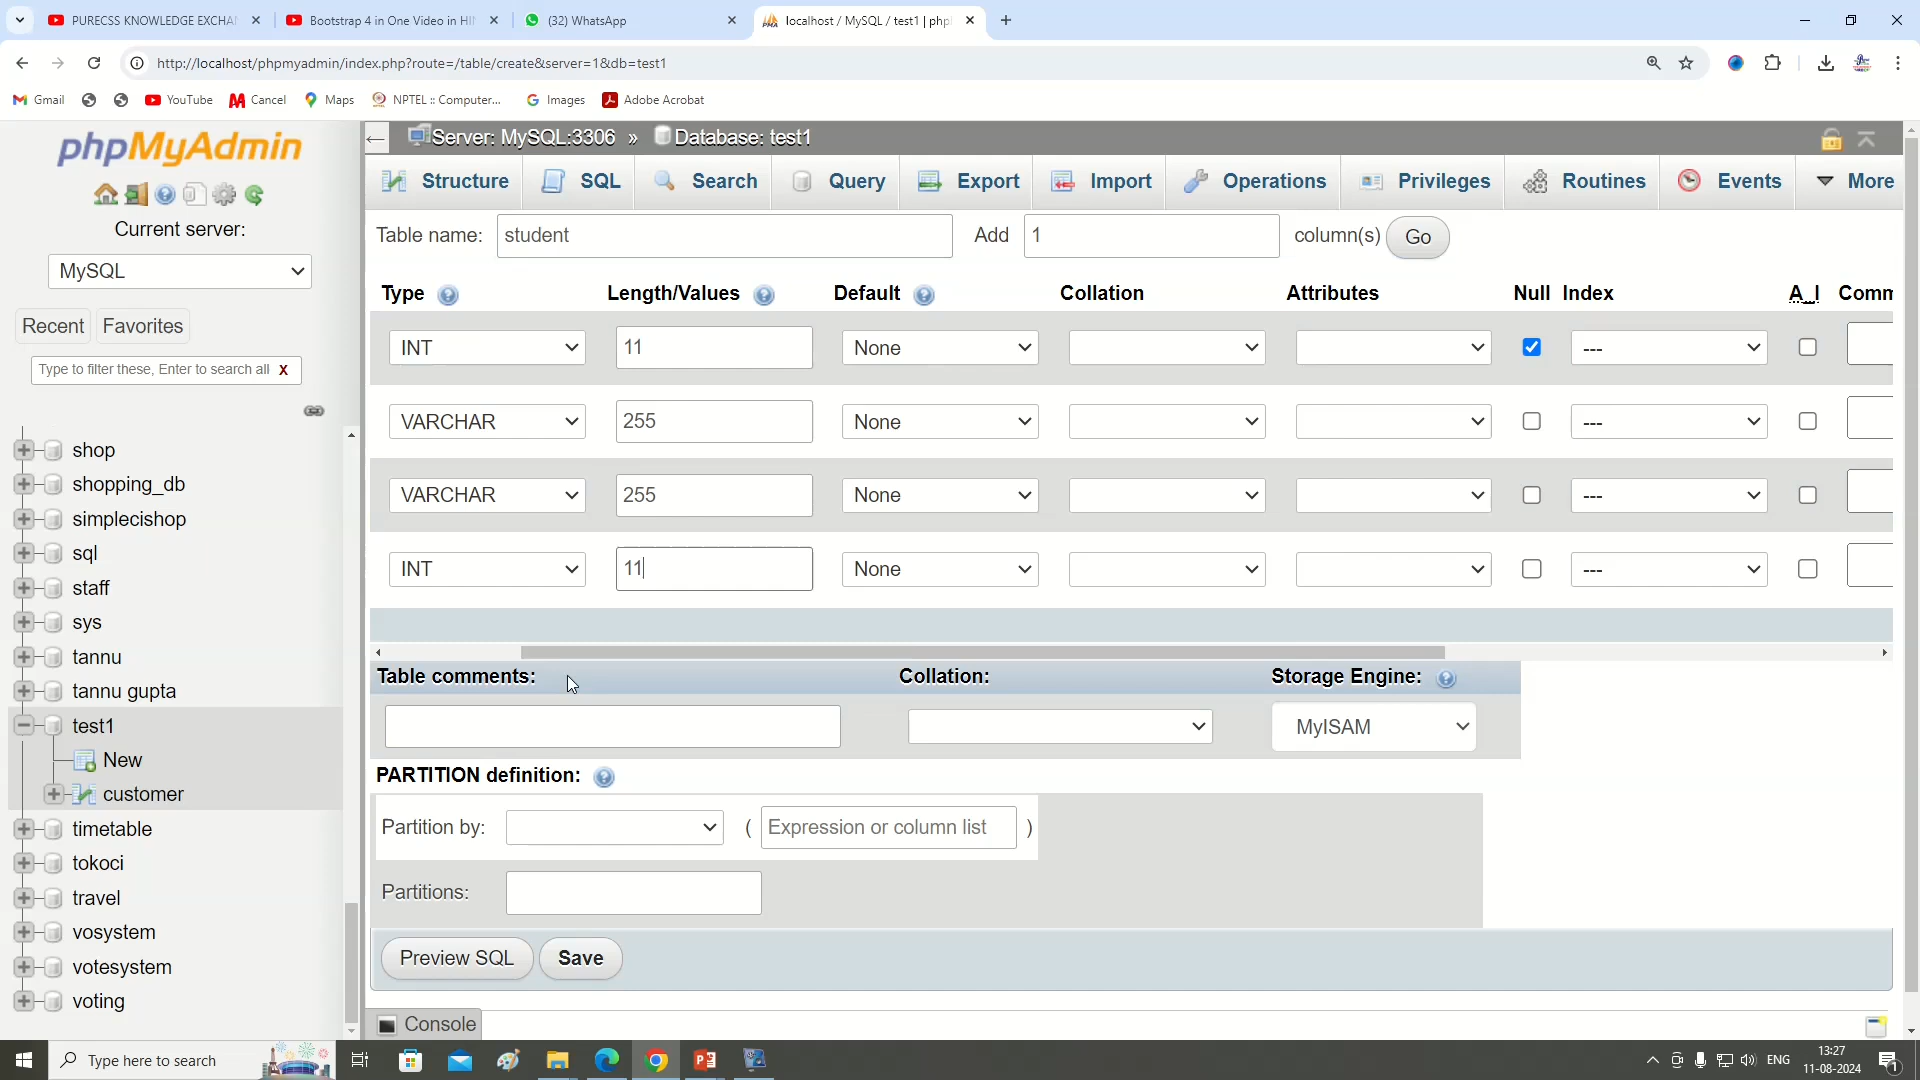 PURECSS KNOWLEDGE EXCHA
Bootstrap 4 in One Video in HI
(32) WhatsApp
localhost / MySQL / test1 | php
http://localhost/phpmyadmin/index.php?route=/table/create&server=1&db=test1
Gmail
YouTube
Cancel
Maps
NPTEL :: Computer...
Images
Adobe Acrobat
phpMyAdmin
Current server:
MySQL
Recent
Favorites
Type to filter these, Enter to search all X
shop
shopping_db
simplecishop
sql
staff
sys
tannu
tannu gupta
test1
New
customer
timetable
tokoci
travel
vosystem
votesystem
voting
Server: MySQL:3306 » Database: test1
Structure SQL Search Query Export Import Operations Privileges Routines Events More
Table name: student Add 1 column(s) Go
Type Length/Values Default Collation Attributes Null Index A_I Comm
INT 11 None ---
VARCHAR 255 None ---
VARCHAR 255 None ---
INT 11 None ---
Table comments: Collation: Storage Engine:
MyISAM
PARTITION definition:
Partition by: ( Expression or column list )
Partitions:
Preview SQL Save
Console
Type here to search
ENG
13:27
11-08-2024
1